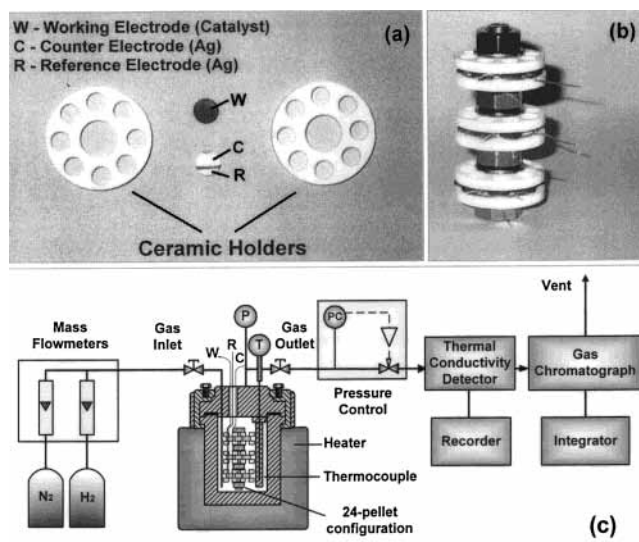 W - Working Electrode (Catalyst)
C - Counter Electrode (Ag)
R - Reference Electrode (Ag)
(a)
W
C
R
Ceramic Holders
(b)
Vent
Mass
Flowmeters
Gas
Inlet
W
R
C
P
T
Gas
Outlet
PC
Pressure
Control
Thermal
Conductivity
Detector
Gas
Chromatograph
Recorder
Integrator
N2
H2
Heater
Thermocouple
24-pellet
configuration
(c)